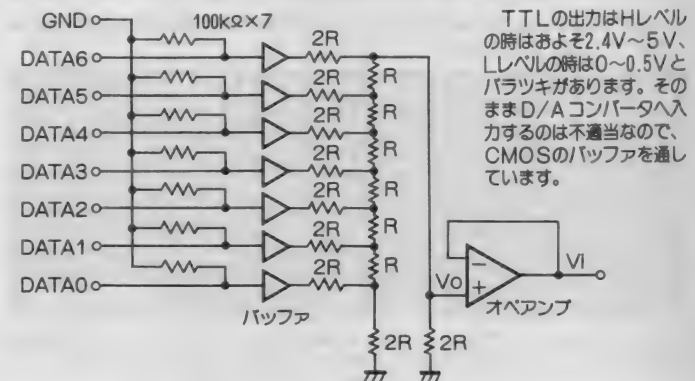 GND
100kΩ×7
DATA6
DATA5
DATA4
DATA3
DATA2
DATA1
DATA0
2R
2R
2R
2R
2R
2R
2R
R
R
R
R
R
R
2R
2R
バッファ
Vo
Vi
−
+
オペアンプ
TTLの出力はHレベル
の時はおよそ2.4V～5V、
Lレベルの時は0～0.5Vと
バラツキがあります。その
ままD/Aコンバータへ入
力するのは不適当なので、
CMOSのバッファを通し
ています。